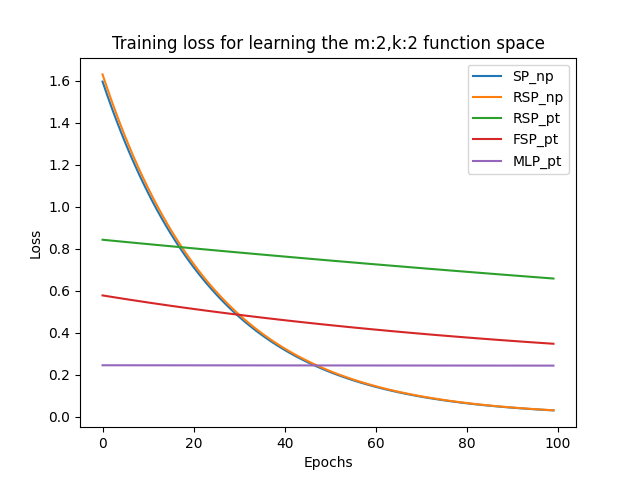 Training loss for learning the m:2,k:2 function space
SP_np
RSP_np
RSP_pt
FSP_pt
MLP_pt
Loss
1.6
1.4
1.2
1.0
0.8
0.6
0.4
0.2
0.0
0 20 40 60 80 100
Epochs